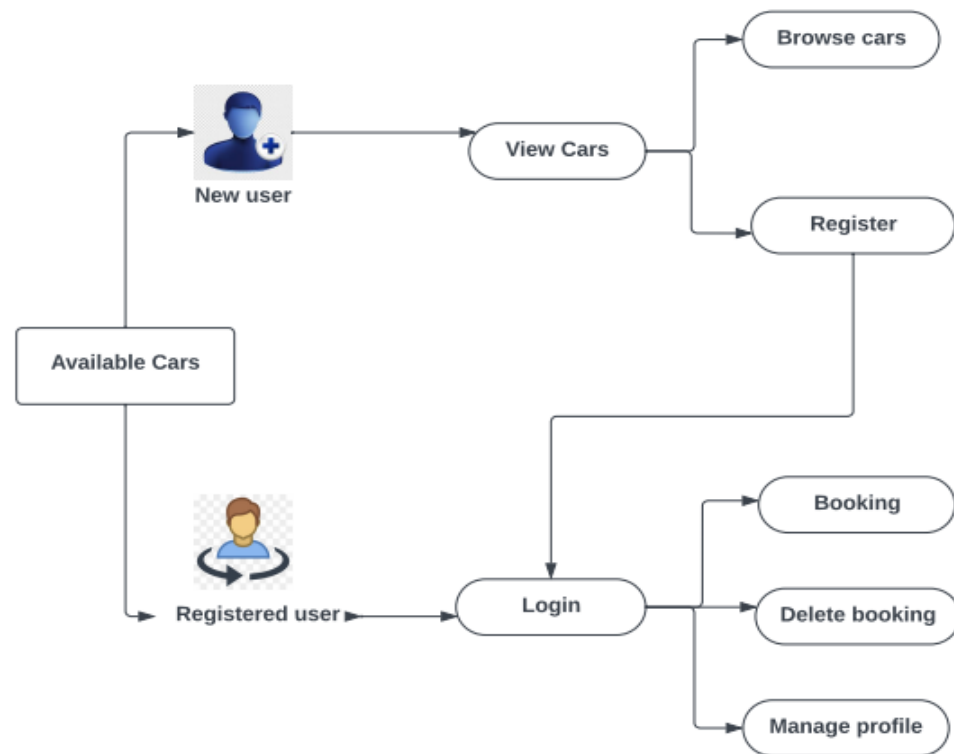 Browse cars
View Cars
New user
Register
Available Cars
Booking
Registered user
Login
Delete booking
Manage profile